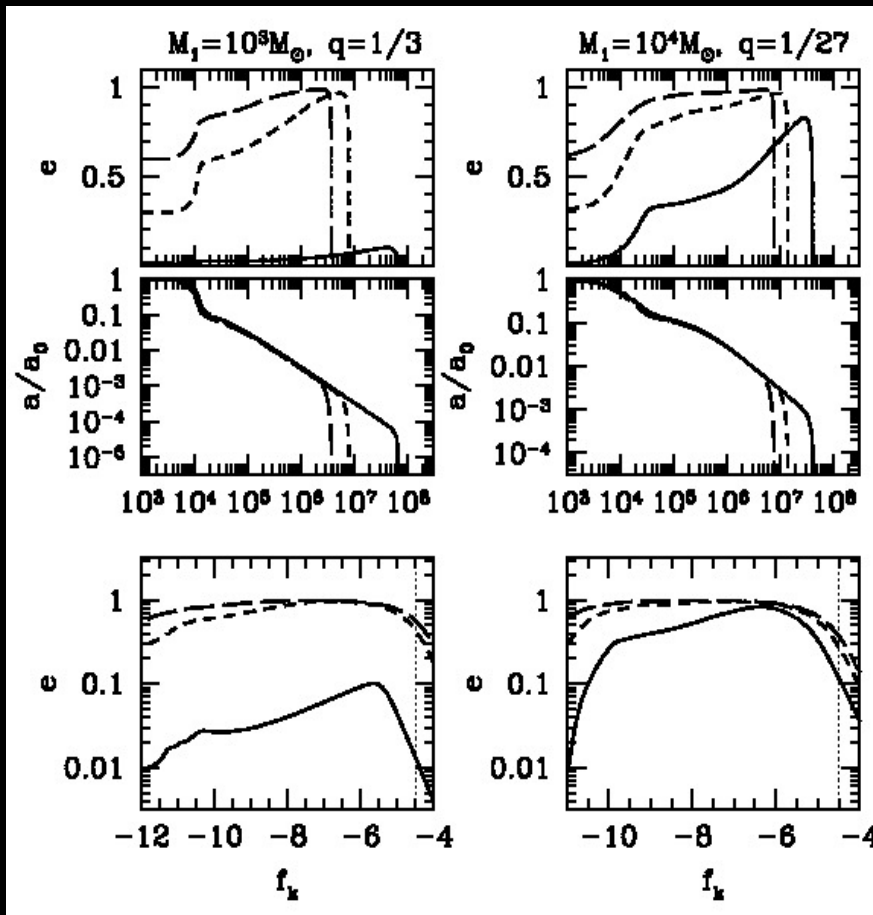 M₁=10³M⊙, q=1/3
M₁=10⁴M⊙, q=1/27
e
1
0.5
e
1
0.5
a/a₀
1
0.1
0.01
10⁻³
10⁻⁴
10⁻⁵
10³ 10⁴ 10⁵ 10⁶ 10⁷ 10⁸
a/a₀
1
0.1
0.01
10⁻³
10⁻⁴
10³ 10⁴ 10⁵ 10⁶ 10⁷ 10⁸
e
1
0.1
0.01
−12 −10 −8 −6 −4
fₖ
e
1
0.1
0.01
−10 −8 −6 −4
fₖ